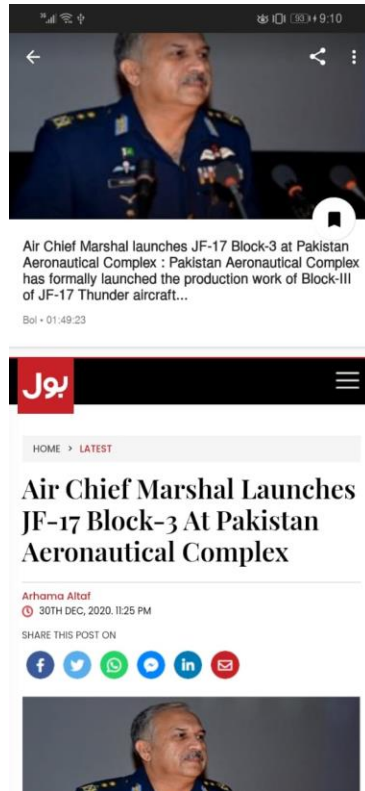 93 9:10
Air Chief Marshal launches JF-17 Block-3 at Pakistan
Aeronautical Complex : Pakistan Aeronautical Complex
has formally launched the production work of Block-III
of JF-17 Thunder aircraft...
Bol • 01:49:23
بول
HOME > LATEST
Air Chief Marshal Launches
JF-17 Block-3 At Pakistan
Aeronautical Complex
Arhama Altaf
30TH DEC, 2020. 11:25 PM
SHARE THIS POST ON